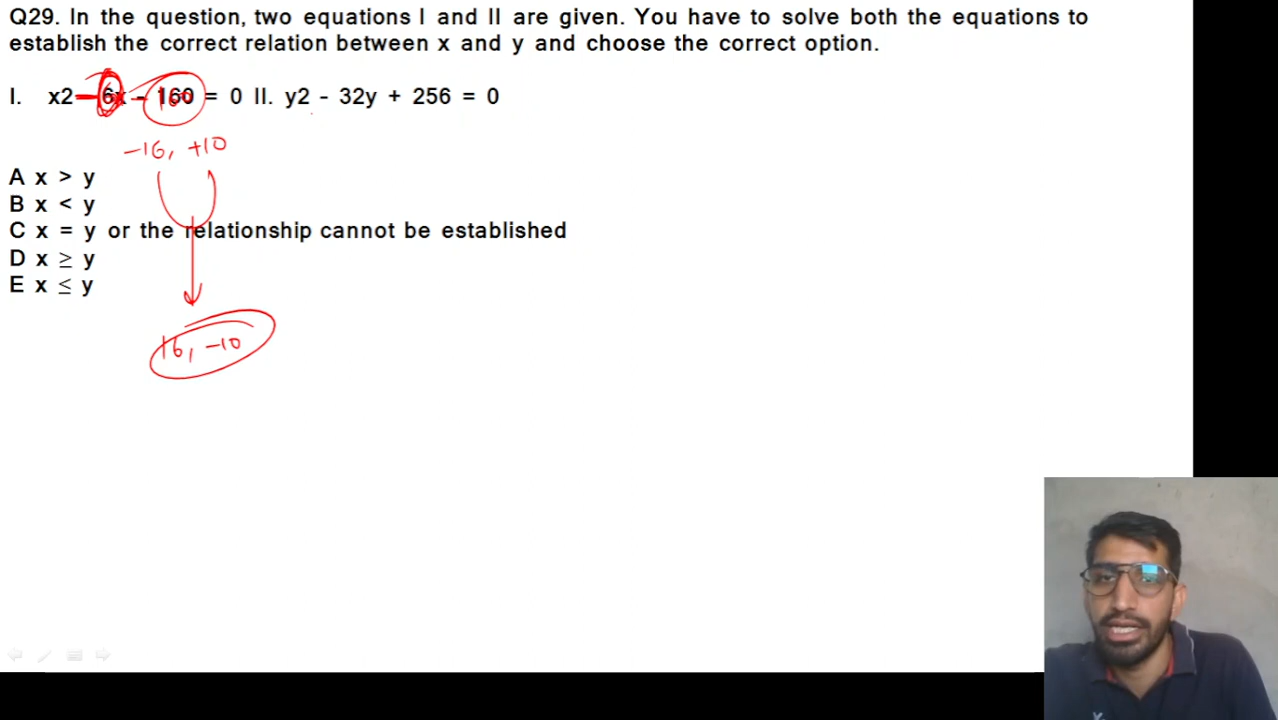 Q29. In the question, two equations I and II are given. You have to solve both the equations to
establish the correct relation between x and y and choose the correct option.
I. x2 - 6x - 160 = 0 II. y2 - 32y + 256 = 0
-16, +10
A x > y
B x < y
C x = y or the relationship cannot be established
D x ≥ y
E x ≤ y
16, -10